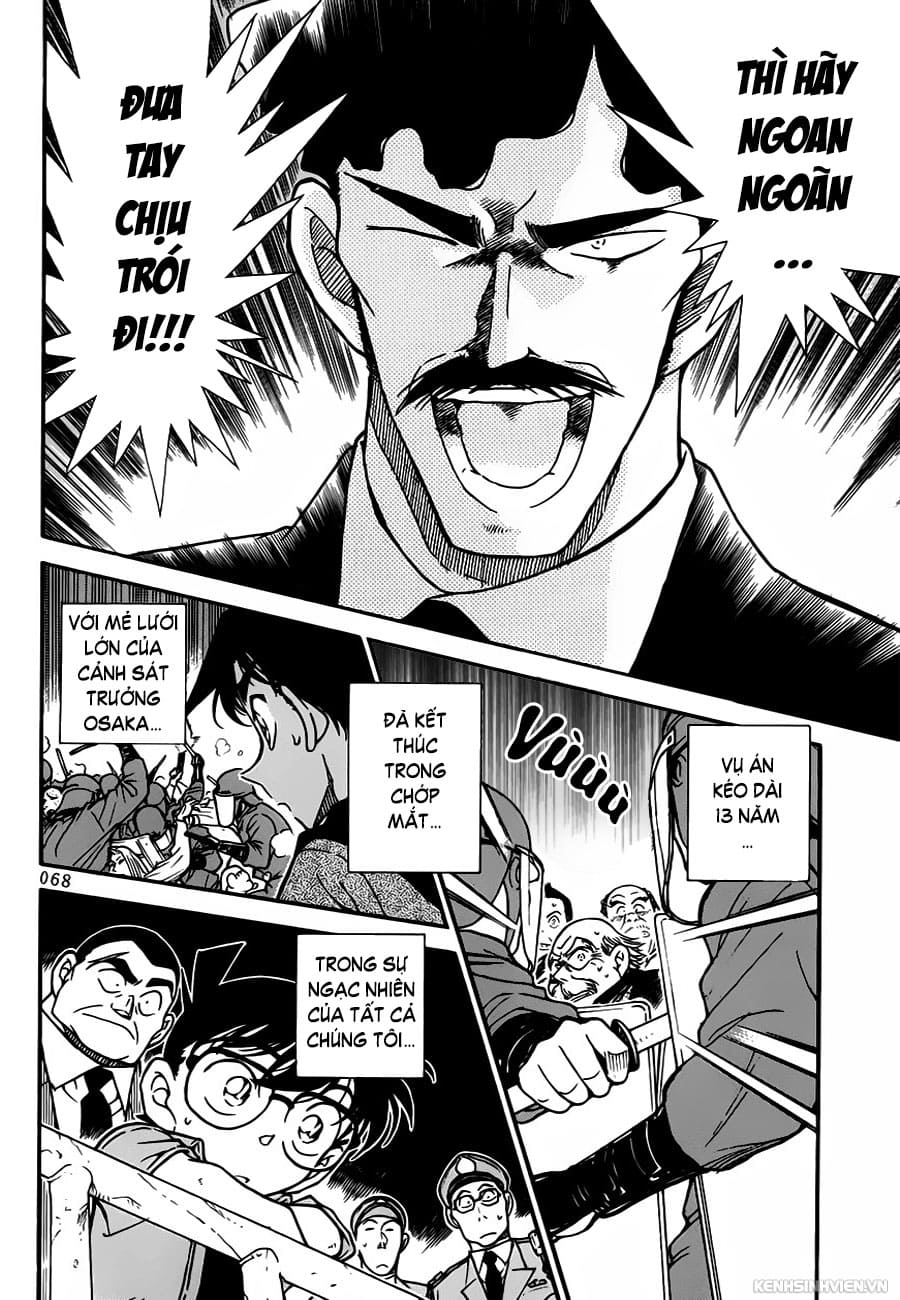 THÌ HÃY
NGOAN
NGOÃN
...
ĐƯA
TAY
CHỊU
TRÓI
ĐI!!!
VỤ ÁN
KÉO DÀI
13 NĂM
...
VÙÙÙ
ĐÃ KẾT
THÚC
TRONG
CHỚP
MẮT...
VỚI MẺ LƯỚI
LỚN CỦA
CẢNH SÁT
TRƯỞNG
OSAKA...
068
TRONG SỰ
NGẠC NHIÊN
CỦA TẤT CẢ
CHÚNG TÔI...
KENHSINHVIEN.VN